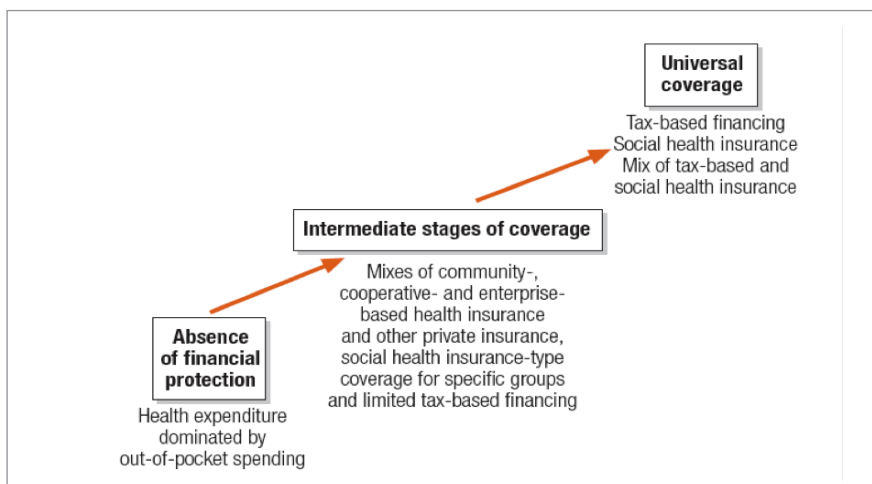 Universal
coverage
Tax-based financing
Social health insurance
Mix of tax-based and
social health insurance
Intermediate stages of coverage
Mixes of community-,
cooperative- and enterprise-
based health insurance
and other private insurance,
social health insurance-type
coverage for specific groups
and limited tax-based financing
Absence
of financial
protection
Health expenditure
dominated by
out-of-pocket spending